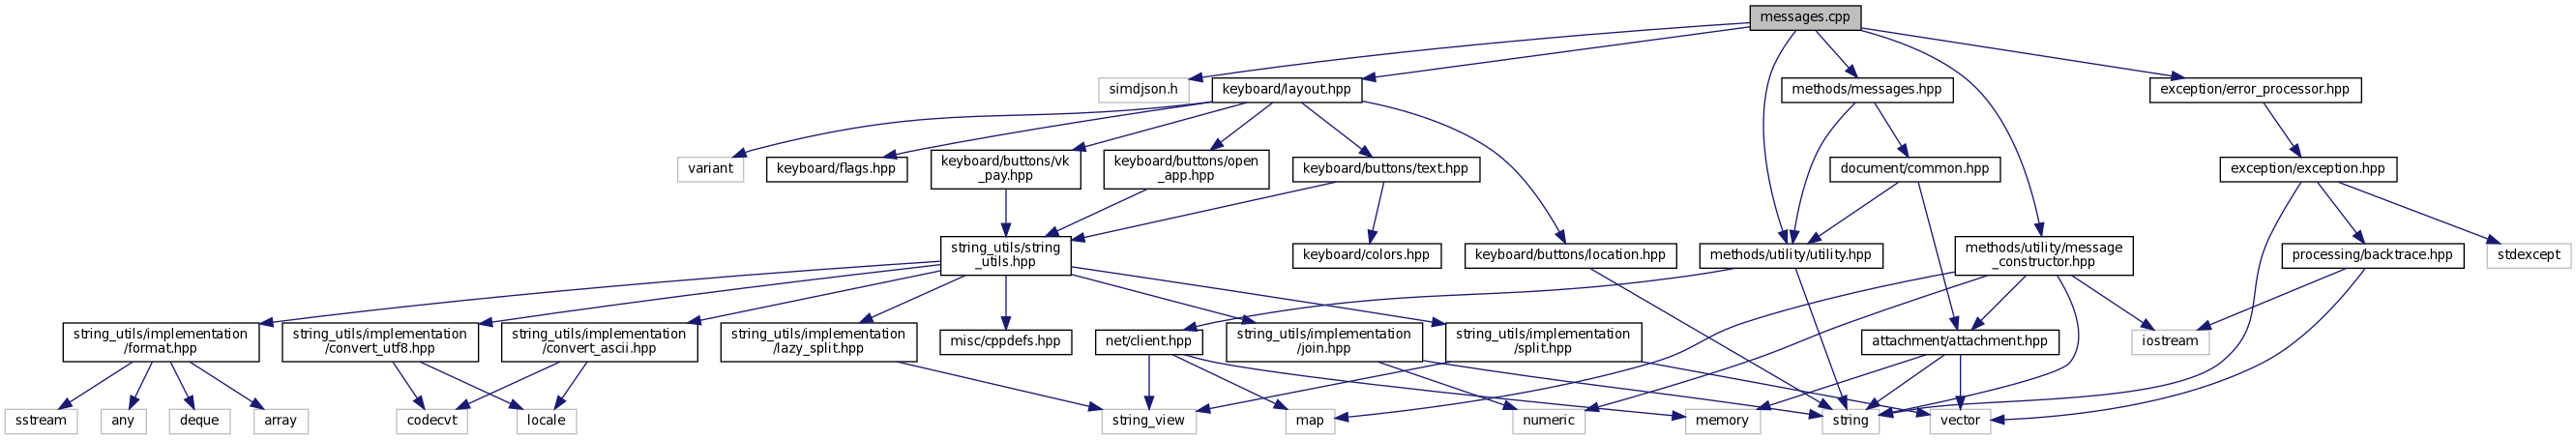 messages.cpp
simdjson.h
keyboard/layout.hpp
methods/messages.hpp
exception/error_processor.hpp
variant
keyboard/flags.hpp
keyboard/buttons/vk
_pay.hpp
keyboard/buttons/open
_app.hpp
keyboard/buttons/text.hpp
document/common.hpp
exception/exception.hpp
string_utils/string
_utils.hpp
keyboard/colors.hpp
keyboard/buttons/location.hpp
methods/utility/utility.hpp
methods/utility/message
_constructor.hpp
processing/backtrace.hpp
stdexcept
string_utils/implementation
/format.hpp
string_utils/implementation
/convert_utf8.hpp
string_utils/implementation
/convert_ascii.hpp
string_utils/implementation
/lazy_split.hpp
misc/cppdefs.hpp
net/client.hpp
string_utils/implementation
/join.hpp
string_utils/implementation
/split.hpp
attachment/attachment.hpp
iostream
sstream
any
deque
array
codecvt
locale
string_view
map
numeric
memory
string
vector